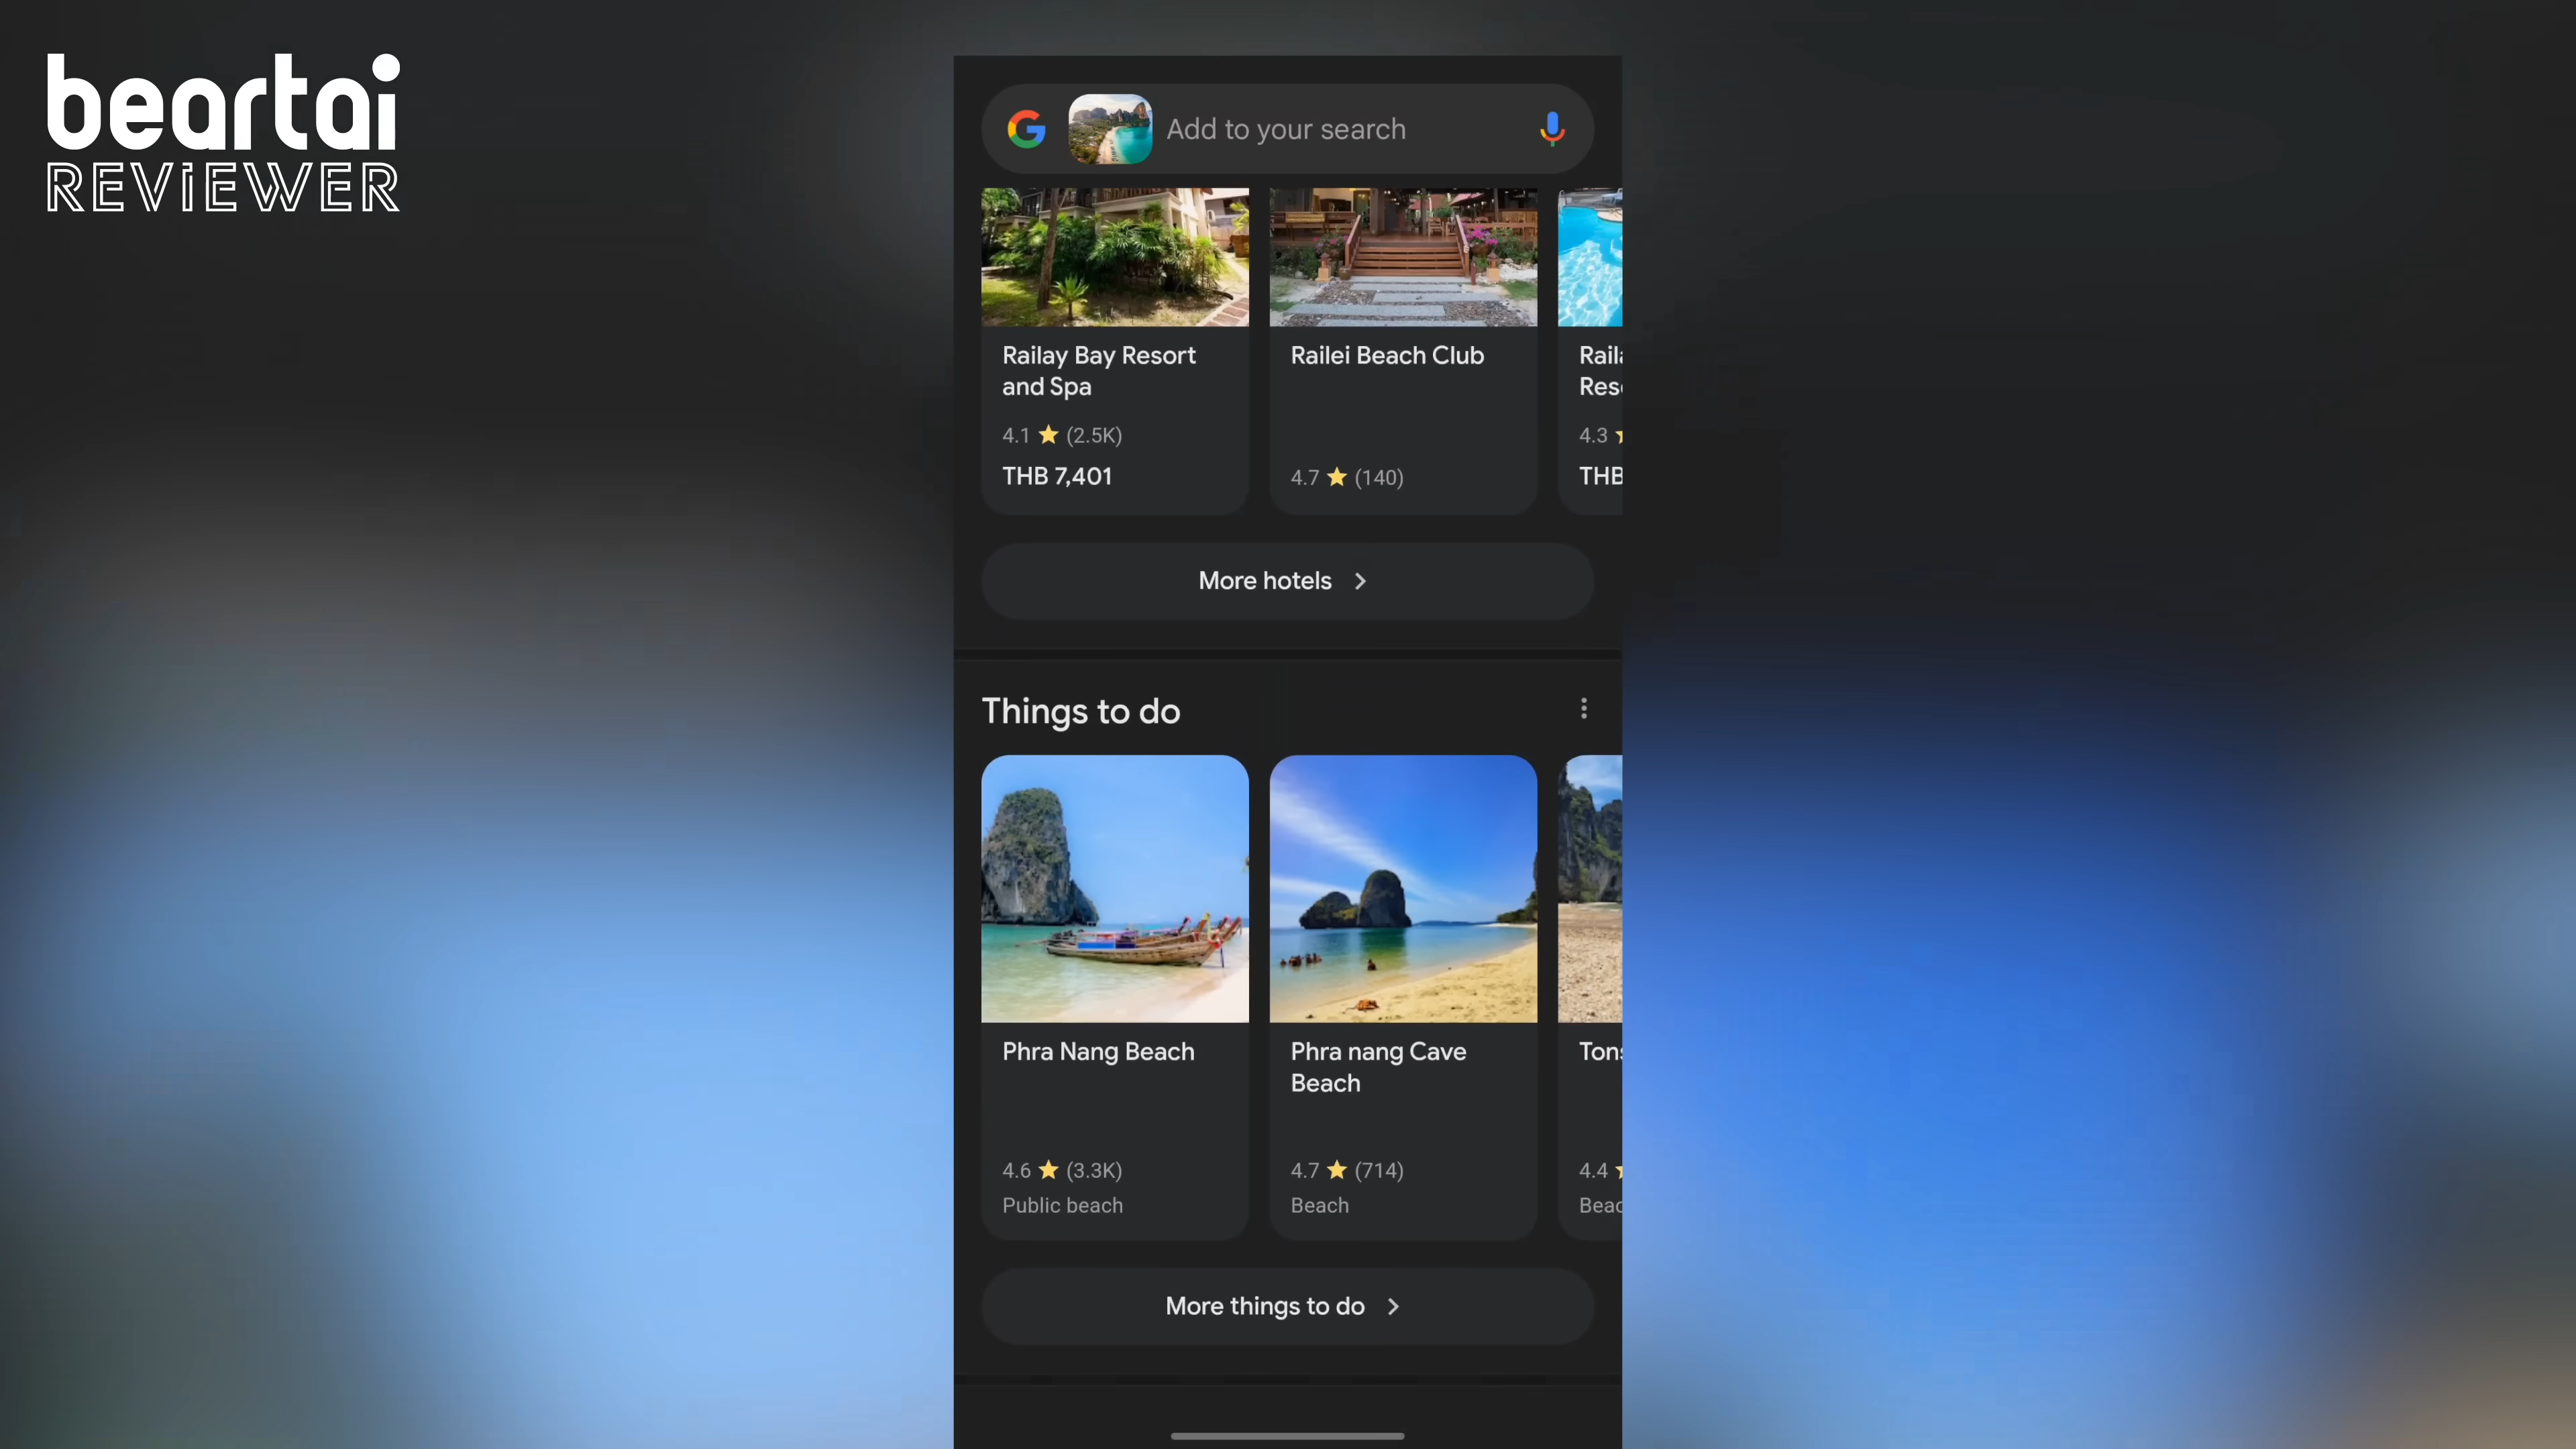 beartai
REVIEWER
Add to your search
Railay Bay Resort
and Spa
4.1 (2.5K)
THB 7,401
Railei Beach Club
4.7 (140)
4.3
THB
More hotels
Things to do
Phra Nang Beach
4.6 (3.3K)
Public beach
Phra nang Cave
Beach
4.7 (714)
Beach
4.4
More things to do